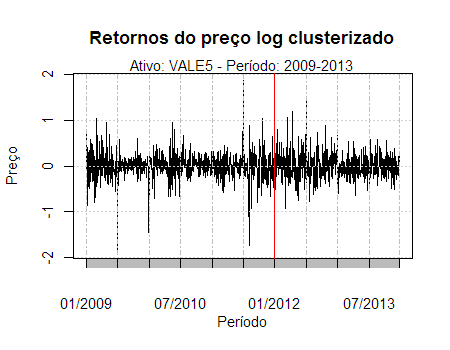 Retornos do preço log clusterizado
Ativo: VALE5 - Período: 2009-2013
Preço
2
1
0
-1
-2
01/2009 07/2010 01/2012 07/2013
Período